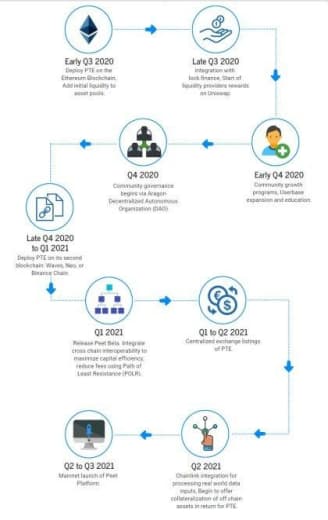 Early Q3 2020
Deploy PTE on the
Ethereum Blockchain,
Add initial liquidity to
asset pools.
Late Q3 2020
Integration with
lock finance, Start of
liquidity providers rewards
on Uniswap
Early Q4 2020
Community growth
programs, Userbase
expansion and education.
Q4 2020
Community governance
begins via Aragon
Decentralized Autonomous
Organization (DAO)
Late Q4 2020
to Q1 2021
Deploy PTE on its second
blockchain: Waves, Neo, or
Binance Chain
Q1 2021
Release Peet Beta. Integrate
cross chain interoperability to
maximize capital efficiency,
reduce fees using Path of
Least Resistance (POLR).
Q1 to Q2 2021
Centralized exchange listings
of PTE.
Q2 2021
Chainlink integration for
processing real world data
inputs, Begin to offer
collateralization of off chain
assets in return for PTE.
Q2 to Q3 2021
Mainnet launch of Peet
Platform